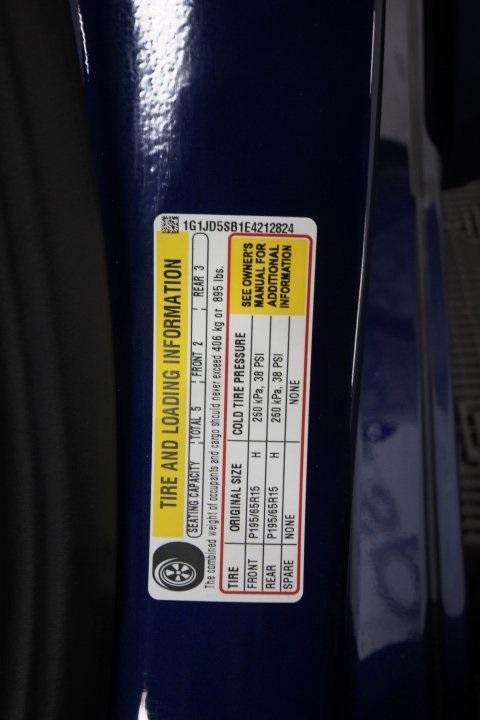 1G1JD5SB1E4212824
TIRE AND LOADING INFORMATION
SEATING CAPACITY TOTAL 5 FRONT 2 REAR 3
The combined weight of occupants and cargo should never exceed 406 kg or 895 lbs.
TIRE ORIGINAL SIZE COLD TIRE PRESSURE
FRONT P195/65R15 H 260 kPa, 38 PSI
REAR P195/65R15 H 260 kPa, 38 PSI
SPARE NONE NONE
SEE OWNER'S
MANUAL FOR
ADDITIONAL
INFORMATION